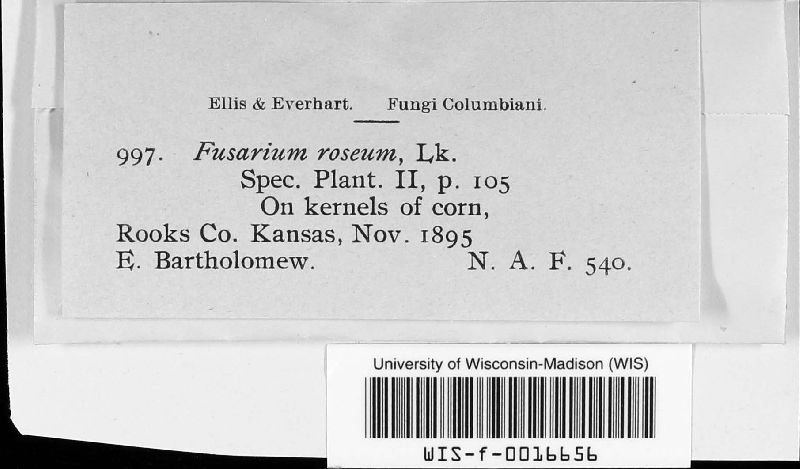 Ellis & Everhart. Fungi Columbiani.
997. Fusarium roseum, Lk.
Spec. Plant. II, p. 105
On kernels of corn,
Rooks Co. Kansas, Nov. 1895
E. Bartholomew. N. A. F. 540.
University of Wisconsin-Madison (WIS)
WIS-f-0016656